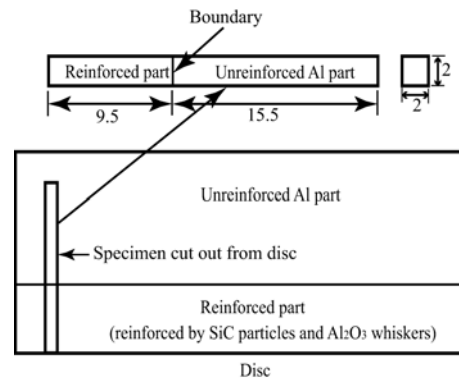 Boundary
Reinforced part
Unreinforced Al part
2
9.5
15.5
2
Unreinforced Al part
Specimen cut out from disc
Reinforced part
(reinforced by SiC particles and Al₂O₃ whiskers)
Disc